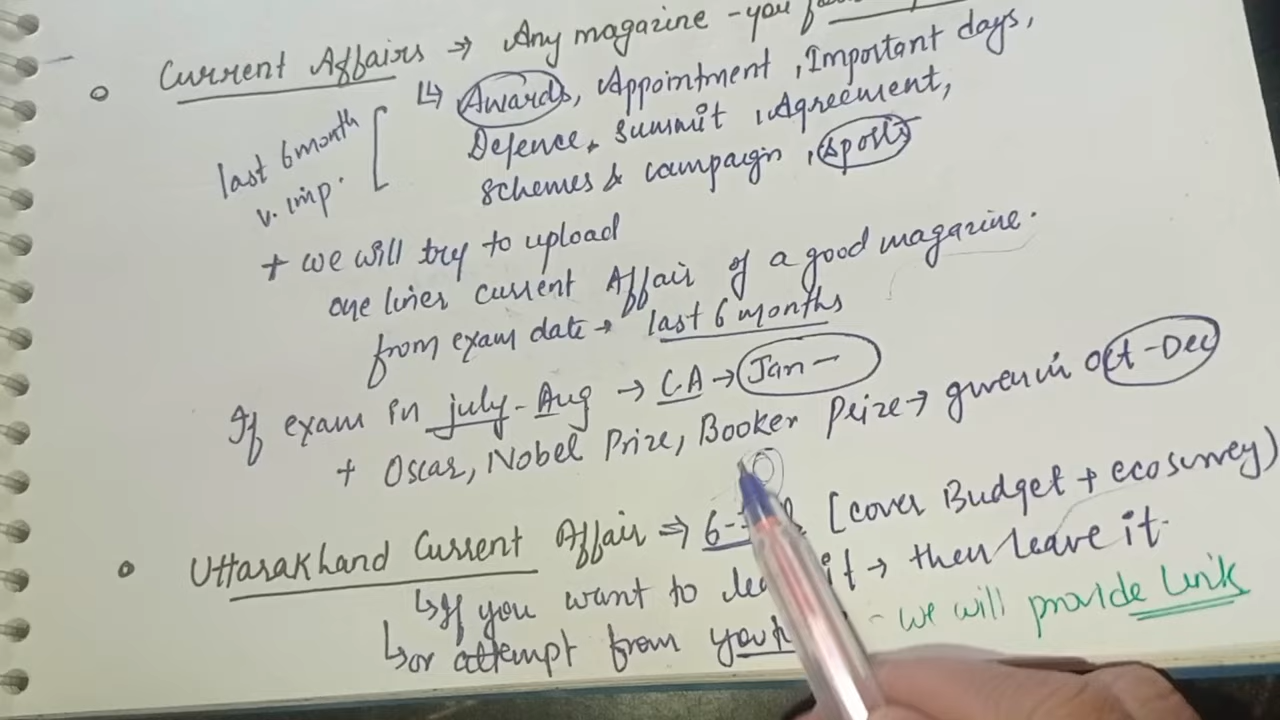 Current Affairs → Any magazine - you
↳ Awards, Appointment, Important days,
last 6 month v. imp.
Defence, Summit, Agreement,
Schemes & campaign, sports
+ we will try to upload
one liner current Affair of a good magazine.
from exam date → last 6 months
If exam in july - Aug → CA → Jan -
+ Oscar, Nobel Prize, Booker Prize → given in Oct-Dec
Uttarakhand Current Affair ⇒ 6- [cover Budget + eco survey)
↳ If you want to it → then leave it.
↳ or attempt from - we will provide link